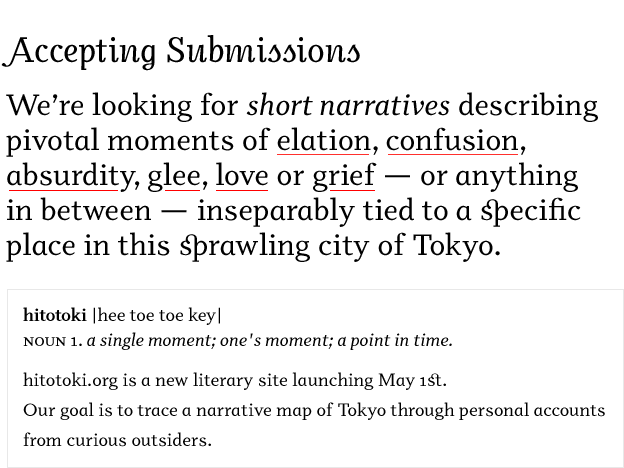 Accepting Submissions
We're looking for short narratives describing
pivotal moments of elation, confusion,
absurdity, glee, love or grief — or anything
in between — inseparably tied to a specific
place in this sprawling city of Tokyo.
hitotoki |hee toe toe key|
NOUN 1. a single moment; one's moment; a point in time.
hitotoki.org is a new literary site launching May 1st.
Our goal is to trace a narrative map of Tokyo through personal accounts
from curious outsiders.